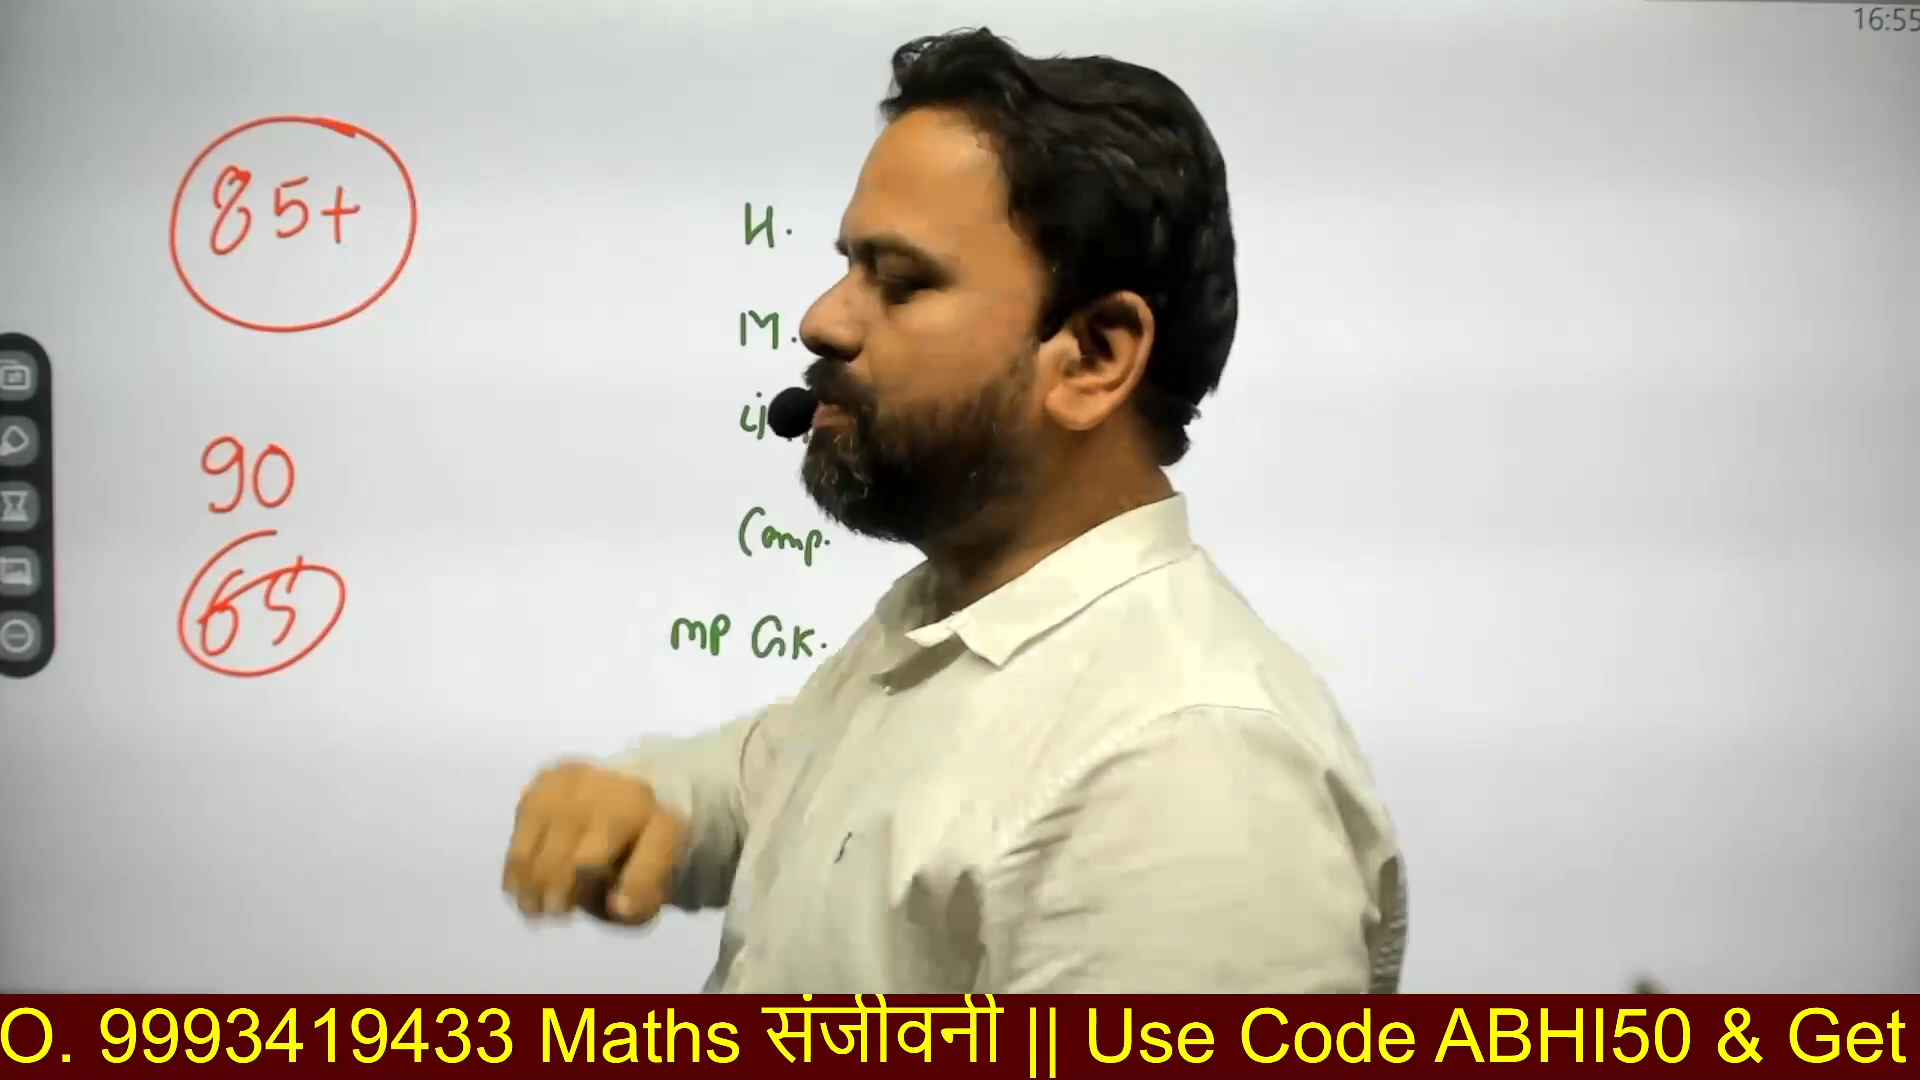 16:55
85+
H.
M.
90
Comp.
65
MP GK.
O. 9993419433 Maths संजीवनी || Use Code ABHI50 & Get